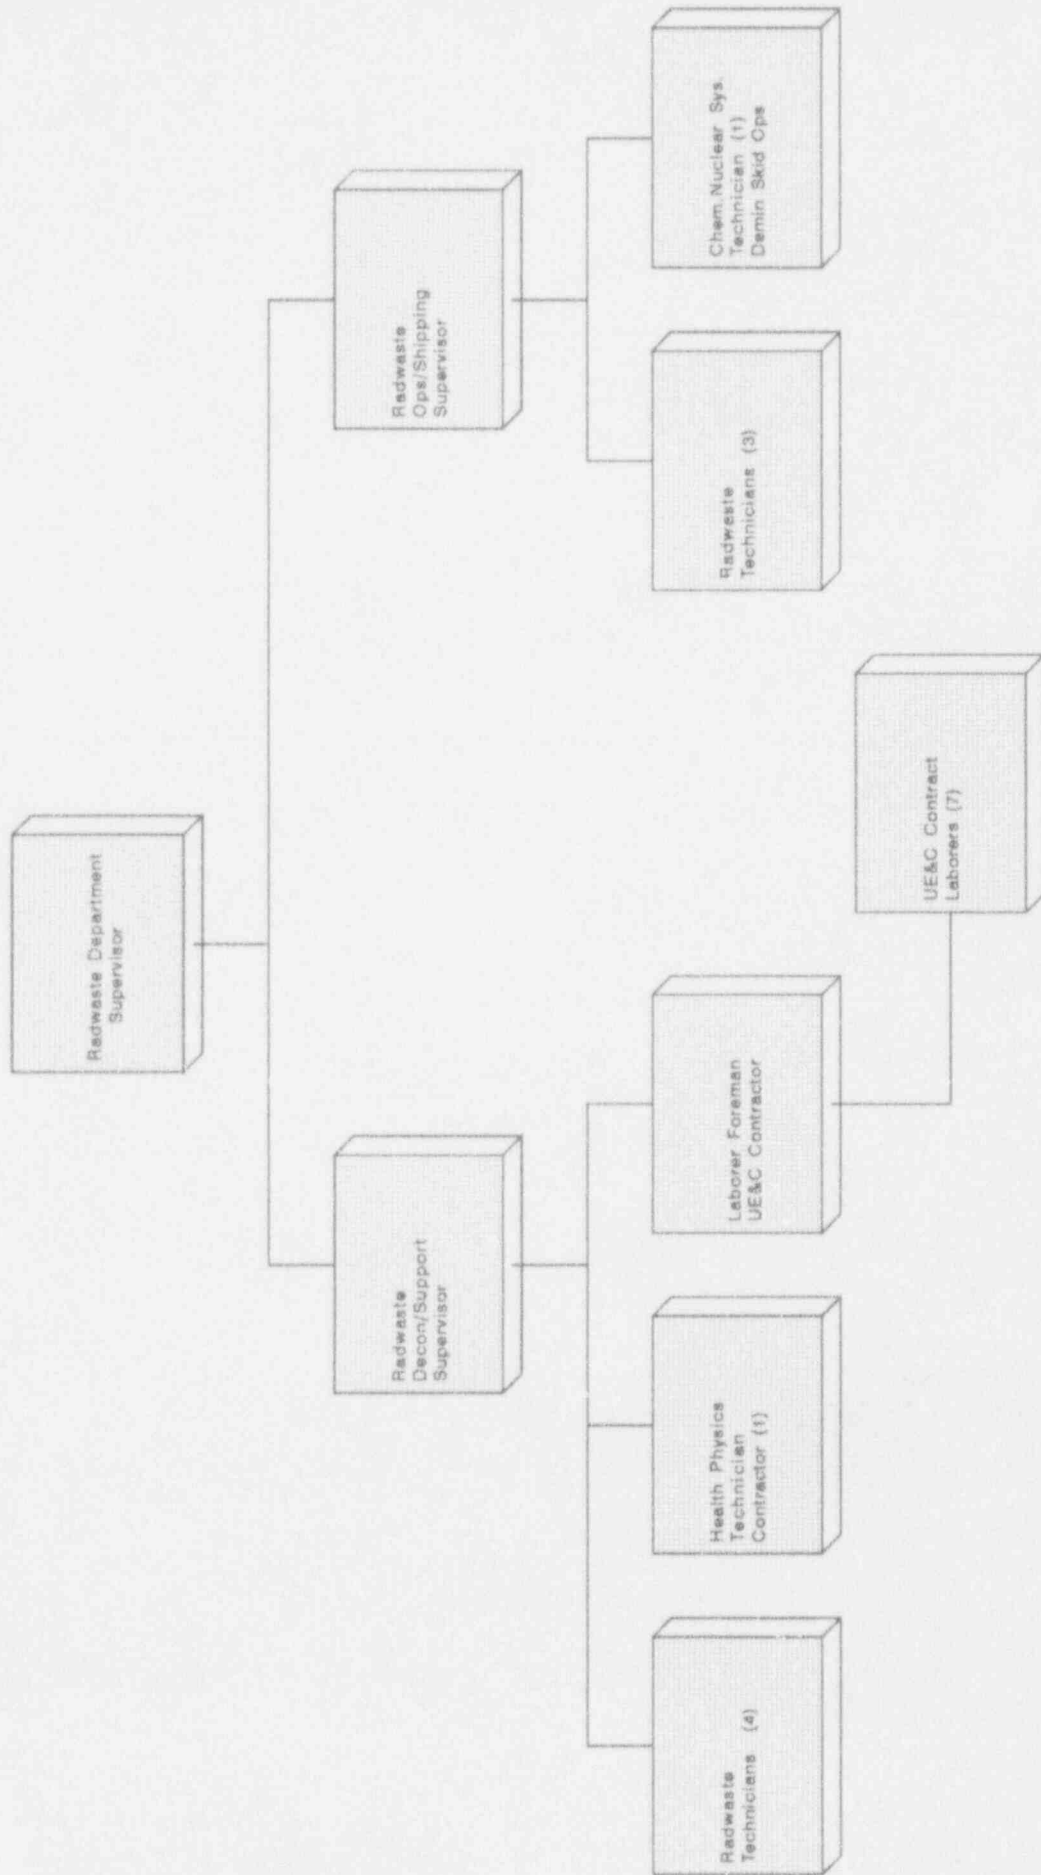 Radwaste Department
Supervisor
Radwaste
Decon/Support
Supervisor
Radwaste
Ops/Shipping
Supervisor
Radwaste
Technicians (4)
Health Physics
Technician
Contractor (1)
Laborer Foreman
UE&C Contractor
Radwaste
Technicians (3)
Chem.Nuclear Sys.
Technician (1)
Demin Skid Ops
UE&C Contract
Laborers (7)